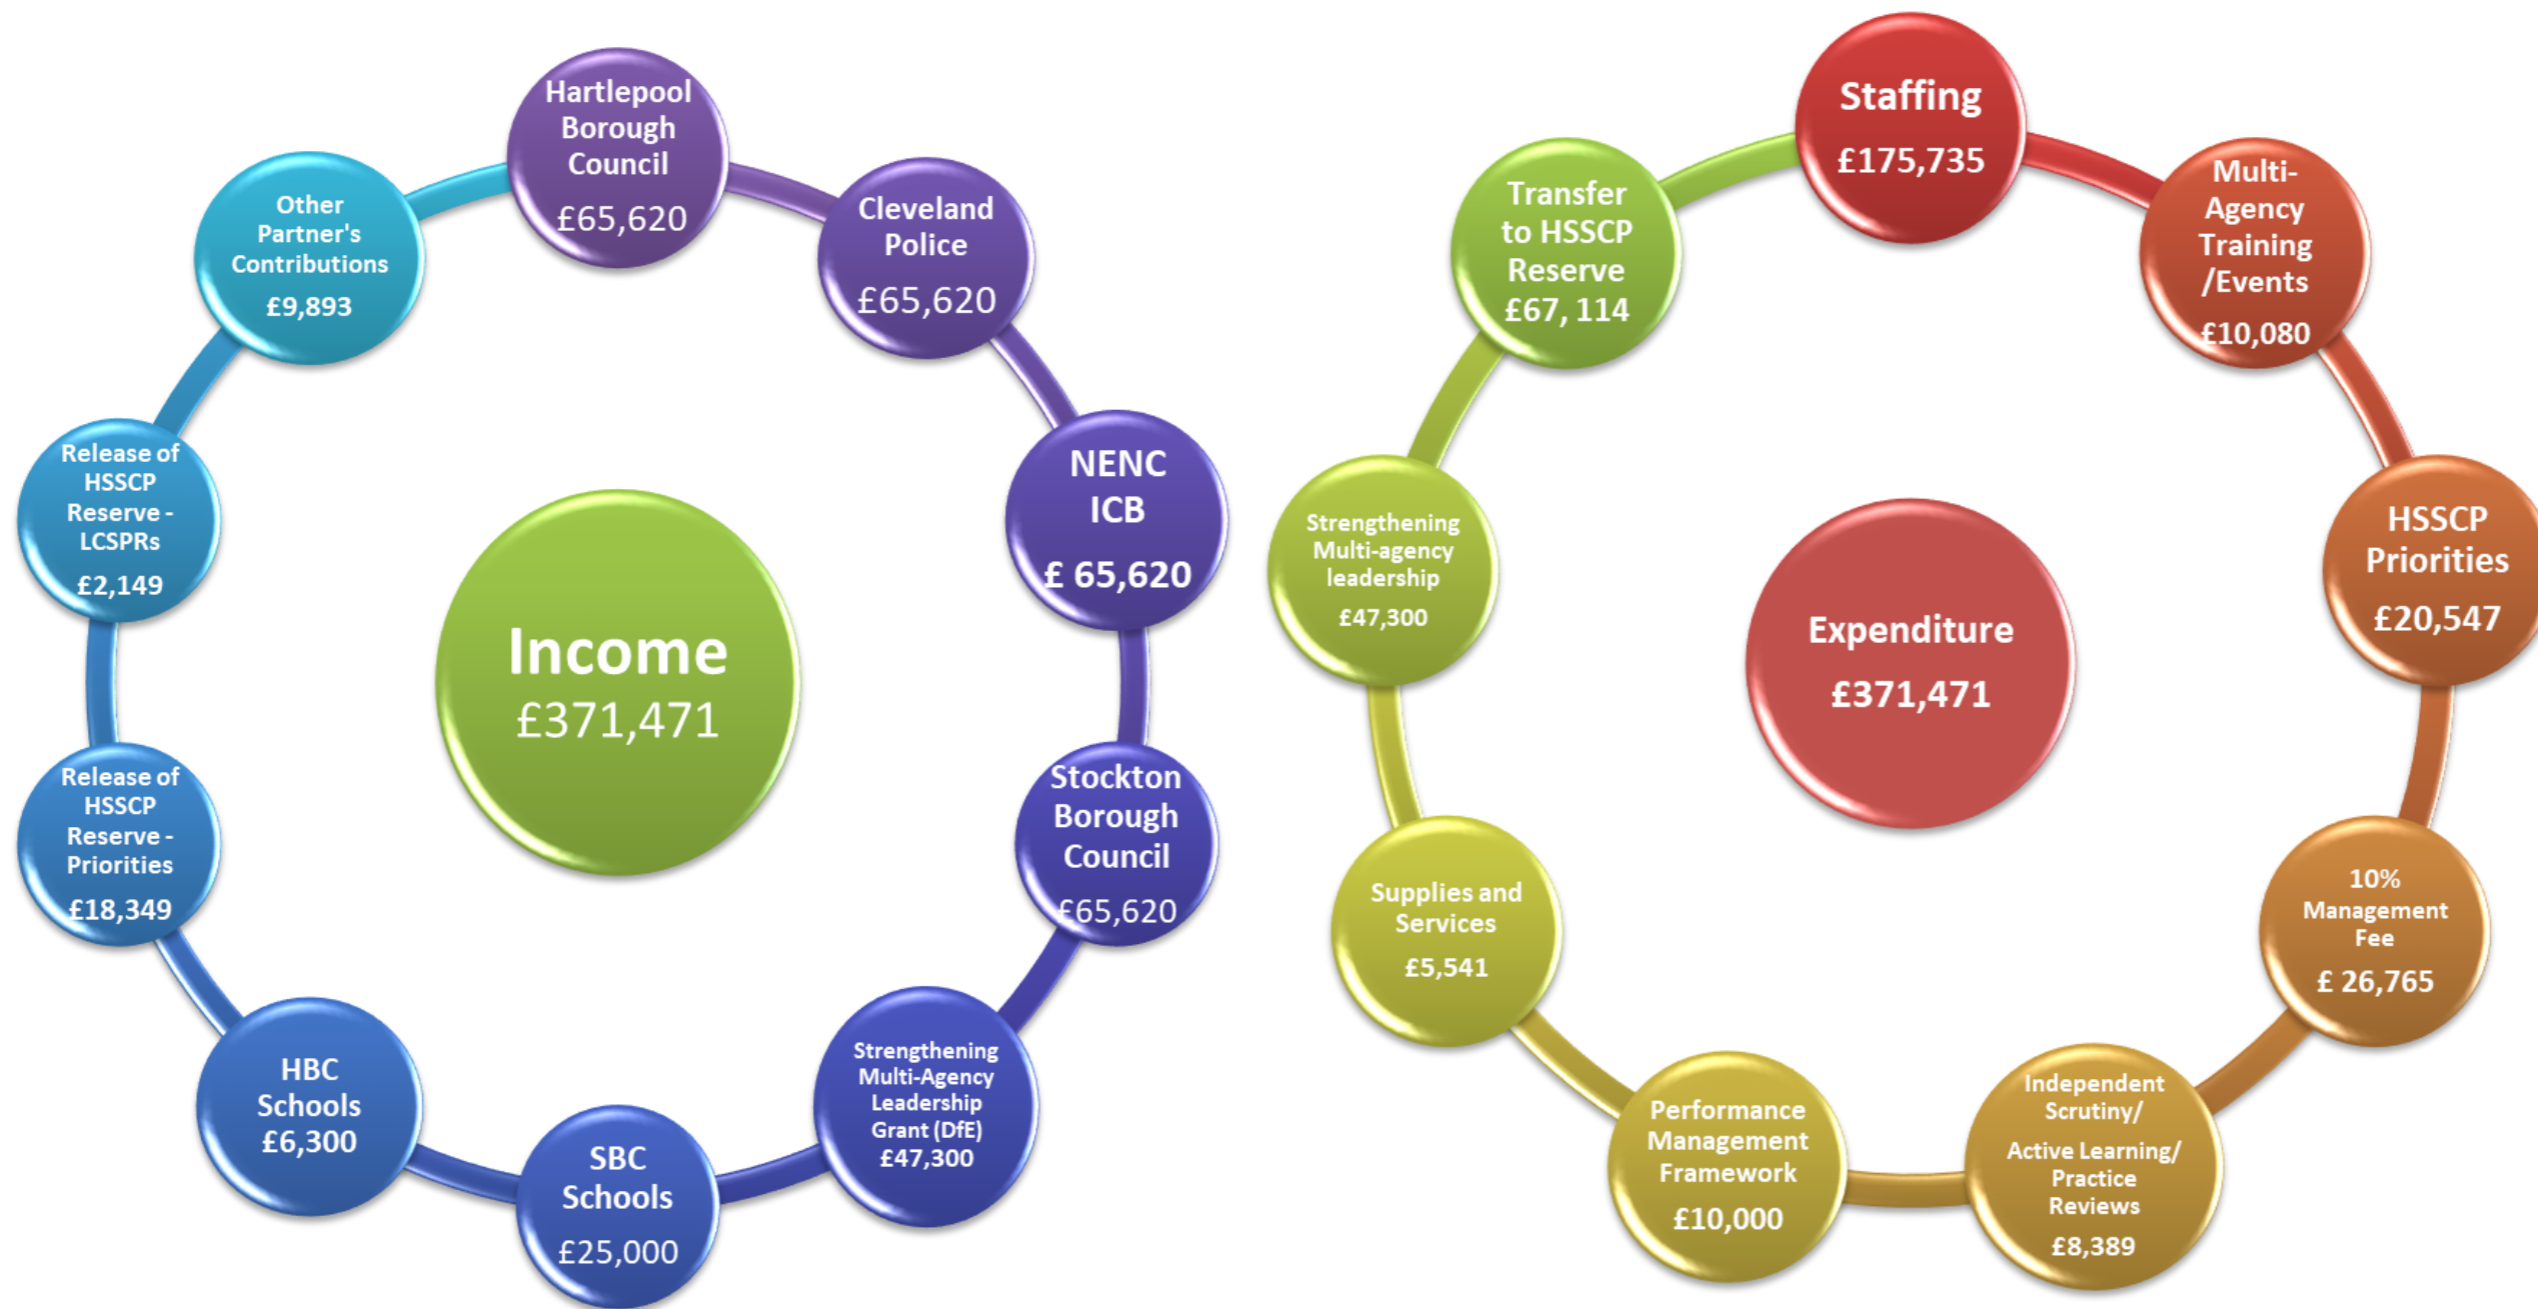 Hartlepool
Borough
Council
£65,620
Cleveland
Police
£65,620
NENC
ICB
£ 65,620
Stockton
Borough
Council
£65,620
Strengthening
Multi-Agency
Leadership
Grant (DfE)
£47,300
SBC
Schools
£25,000
HBC
Schools
£6,300
Release of
HSSCP
Reserve -
Priorities
£18,349
Release of
HSSCP
Reserve -
LCSPRs
£2,149
Other
Partner's
Contributions
£9,893
Income
£371,471
Staffing
£175,735
Multi-
Agency
Training
/Events
£10,080
HSSCP
Priorities
£20,547
10%
Management
Fee
£ 26,765
Independent
Scrutiny/
Active Learning/
Practice
Reviews
£8,389
Performance
Management
Framework
£10,000
Supplies and
Services
£5,541
Strengthening
Multi-agency
leadership
£47,300
Transfer
to HSSCP
Reserve
£67, 114
Expenditure
£371,471